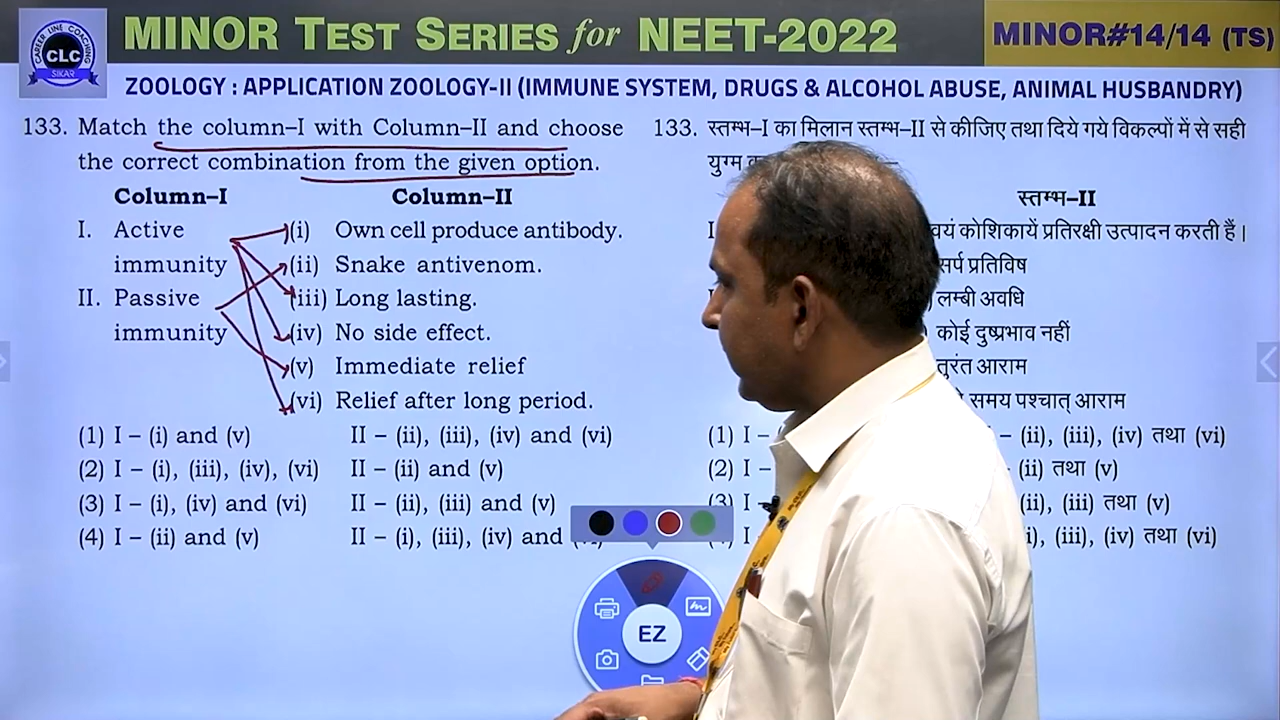 CAREER LINE COACHING
CLC
SIKAR
MINOR TEST SERIES for NEET-2022
MINOR#14/14 (TS)
ZOOLOGY : APPLICATION ZOOLOGY-II (IMMUNE SYSTEM, DRUGS & ALCOHOL ABUSE, ANIMAL HUSBANDRY)
133. Match the column–I with Column–II and choose
the correct combination from the given option.
Column–I Column–II
I. Active (i) Own cell produce antibody.
immunity (ii) Snake antivenom.
II. Passive (iii) Long lasting.
immunity (iv) No side effect.
(v) Immediate relief
(vi) Relief after long period.
(1) I – (i) and (v) II – (ii), (iii), (iv) and (vi)
(2) I – (i), (iii), (iv), (vi) II – (ii) and (v)
(3) I – (i), (iv) and (vi) II – (ii), (iii) and (v)
(4) I – (ii) and (v) II – (i), (iii), (iv) and
133. स्तम्भ–I का मिलान स्तम्भ–II से कीजिए तथा दिये गये विकल्पों में से सही
युग्म
स्तम्भ–II
कोशिकायें प्रतिरक्षी उत्पादन करती हैं।
सर्प प्रतिविष
लम्बी अवधि
कोई दुष्प्रभाव नहीं
तुरंत आराम
समय पश्चात् आराम
(1) I – – (ii), (iii), (iv) तथा (vi)
(2) I – (ii) तथा (v)
(3) I (ii), (iii) तथा (v)
(iii), (iv) तथा (vi)
EZ